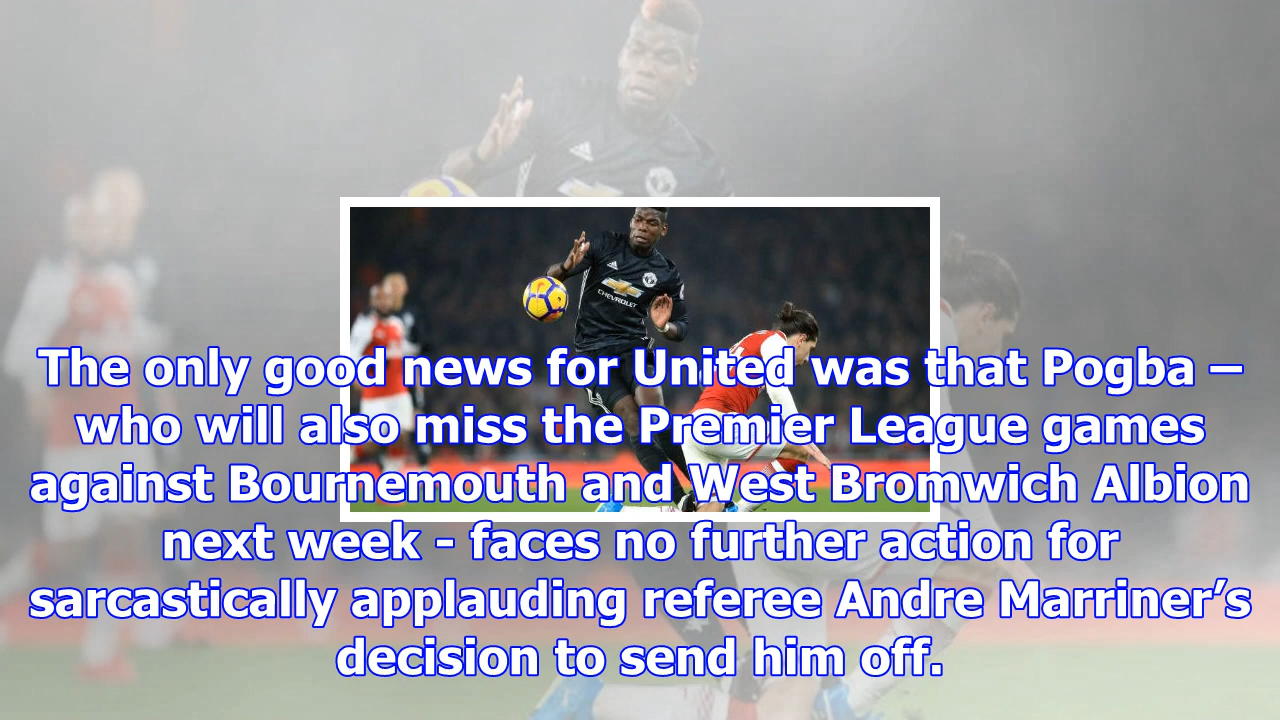 CHEVROLET
The only good news for United was that Pogba –
who will also miss the Premier League games
against Bournemouth and West Bromwich Albion
next week - faces no further action for
sarcastically applauding referee Andre Marriner’s
decision to send him off.